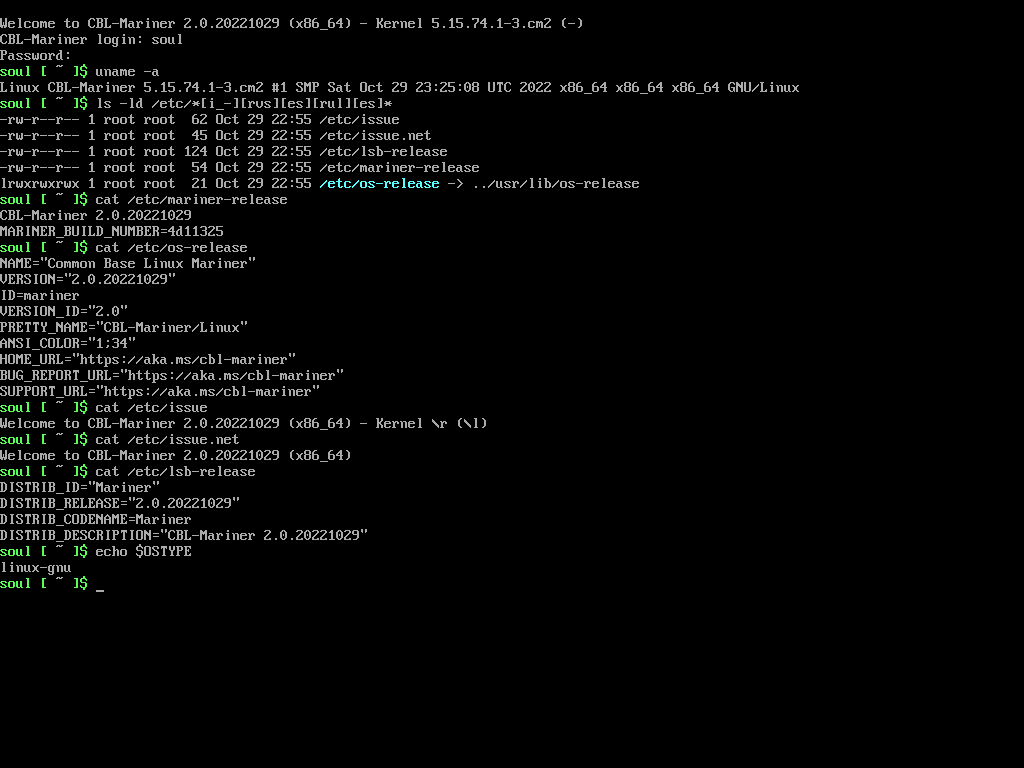 Welcome to CBL-Mariner 2.0.20221029 (x86_64) - Kernel 5.15.74.1-3.cm2 (-)
CBL-Mariner login: soul
Password:
soul [ ~ ]$ uname -a
Linux CBL-Mariner 5.15.74.1-3.cm2 #1 SMP Sat Oct 29 23:25:08 UTC 2022 x86_64 x86_64 x86_64 GNU/Linux
soul [ ~ ]$ ls -ld /etc/*[i_-][rvs][es][rul][es]*
-rw-r--r-- 1 root root  62 Oct 29 22:55 /etc/issue
-rw-r--r-- 1 root root  45 Oct 29 22:55 /etc/issue.net
-rw-r--r-- 1 root root 124 Oct 29 22:55 /etc/lsb-release
-rw-r--r-- 1 root root  54 Oct 29 22:55 /etc/mariner-release
lrwxrwxrwx 1 root root  21 Oct 29 22:55 /etc/os-release -> ../usr/lib/os-release
soul [ ~ ]$ cat /etc/mariner-release
CBL-Mariner 2.0.20221029
MARINER_BUILD_NUMBER=4d11325
soul [ ~ ]$ cat /etc/os-release
NAME="Common Base Linux Mariner"
VERSION="2.0.20221029"
ID=mariner
VERSION_ID="2.0"
PRETTY_NAME="CBL-Mariner/Linux"
ANSI_COLOR="1;34"
HOME_URL="https://aka.ms/cbl-mariner"
BUG_REPORT_URL="https://aka.ms/cbl-mariner"
SUPPORT_URL="https://aka.ms/cbl-mariner"
soul [ ~ ]$ cat /etc/issue
Welcome to CBL-Mariner 2.0.20221029 (x86_64) - Kernel \r (\l)
soul [ ~ ]$ cat /etc/issue.net
Welcome to CBL-Mariner 2.0.20221029 (x86_64)
soul [ ~ ]$ cat /etc/lsb-release
DISTRIB_ID="Mariner"
DISTRIB_RELEASE="2.0.20221029"
DISTRIB_CODENAME=Mariner
DISTRIB_DESCRIPTION="CBL-Mariner 2.0.20221029"
soul [ ~ ]$ echo $OSTYPE
linux-gnu
soul [ ~ ]$ _